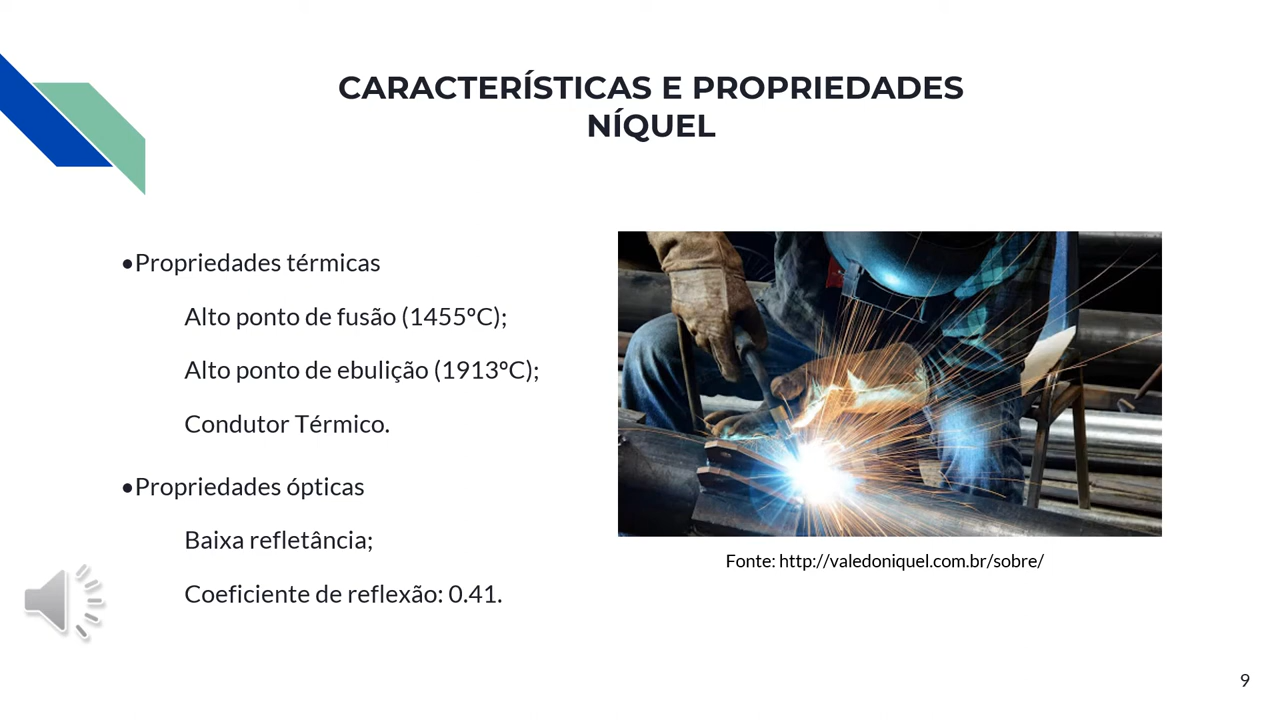 CARACTERÍSTICAS E PROPRIEDADES
NÍQUEL
•Propriedades térmicas
Alto ponto de fusão (1455ºC);
Alto ponto de ebulição (1913ºC);
Condutor Térmico.
•Propriedades ópticas
Baixa refletância;
Coeficiente de reflexão: 0.41.
Fonte: http://valedoniquel.com.br/sobre/
9